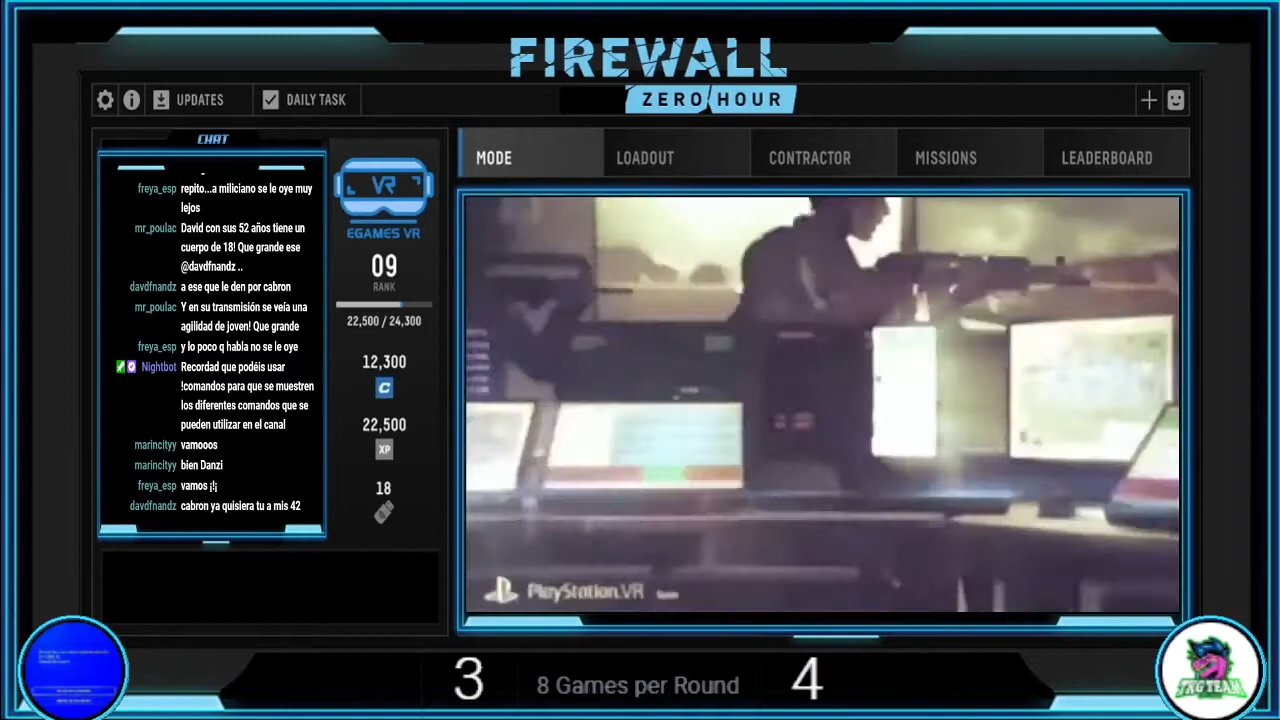 FIREWALL
ZERO HOUR
UPDATES
DAILY TASK
CHAT
freya_esp repito...a miliciano se le oye muy
lejos
mr_poulac David con sus 52 años tiene un
cuerpo de 18! Que grande ese
@davdfnandz ..
davdfnandz a ese que le den por cabron
mr_poulac Y en su transmisión se veía una
agilidad de joven! Que grande
freya_esp y lo poco q habla no se le oye
Nightbot Recordad que podéis usar
!comandos para que se muestren
los diferentes comandos que se
pueden utilizar en el canal
marincityy vamooos
marincityy bien Danzi
freya_esp vamos ¡!¡
davdfnandz cabron ya quisiera tu a mis 42
VR
EGAMES VR
09
RANK
22,500 / 24,300
12,300
C
22,500
XP
18
MODE
LOADOUT
CONTRACTOR
MISSIONS
LEADERBOARD
PlayStation.VR
3
8 Games per Round
4
TEAM